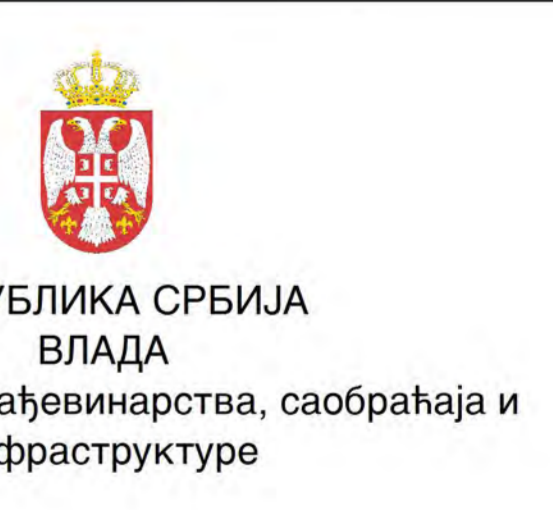 УБЛИКА СРБИЈА
ВЛАДА
ађевинарства, саобраћаја и
фраструктуре